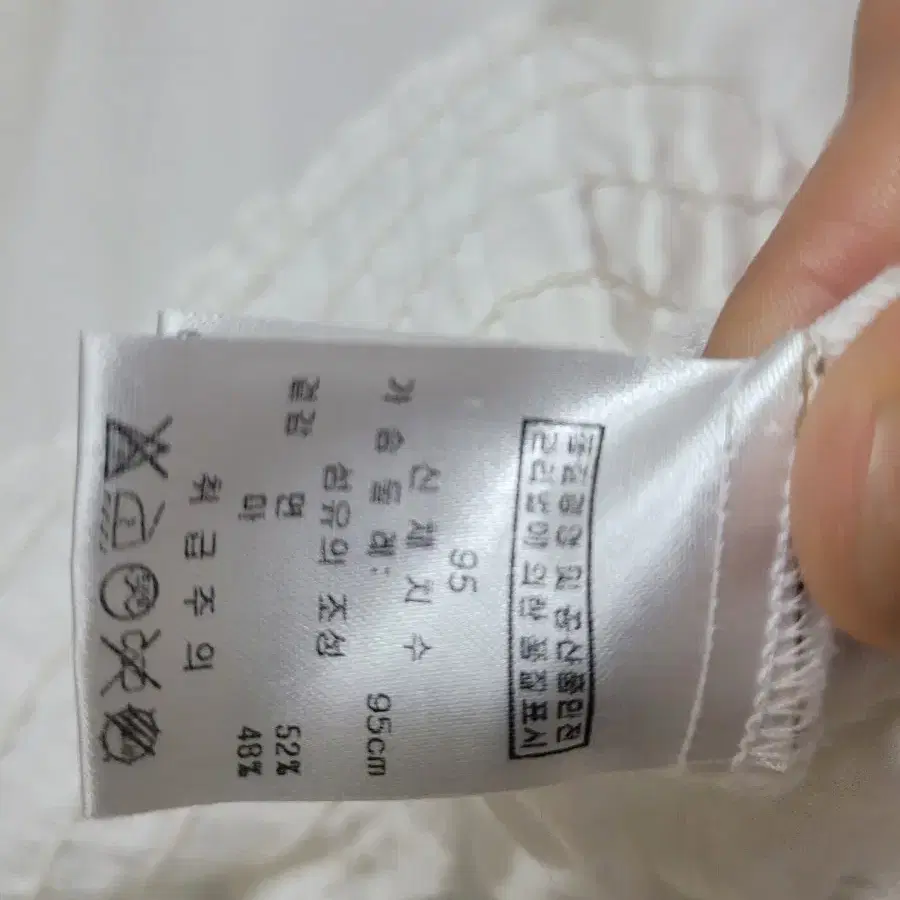 품질경영 및 공산품안전
관리법에 의한 품질표시
95
신 체 치 수
가 슴 둘 레: 95cm
섬유의 조성
겉감 면 52%
마 48%
취 급 주 의